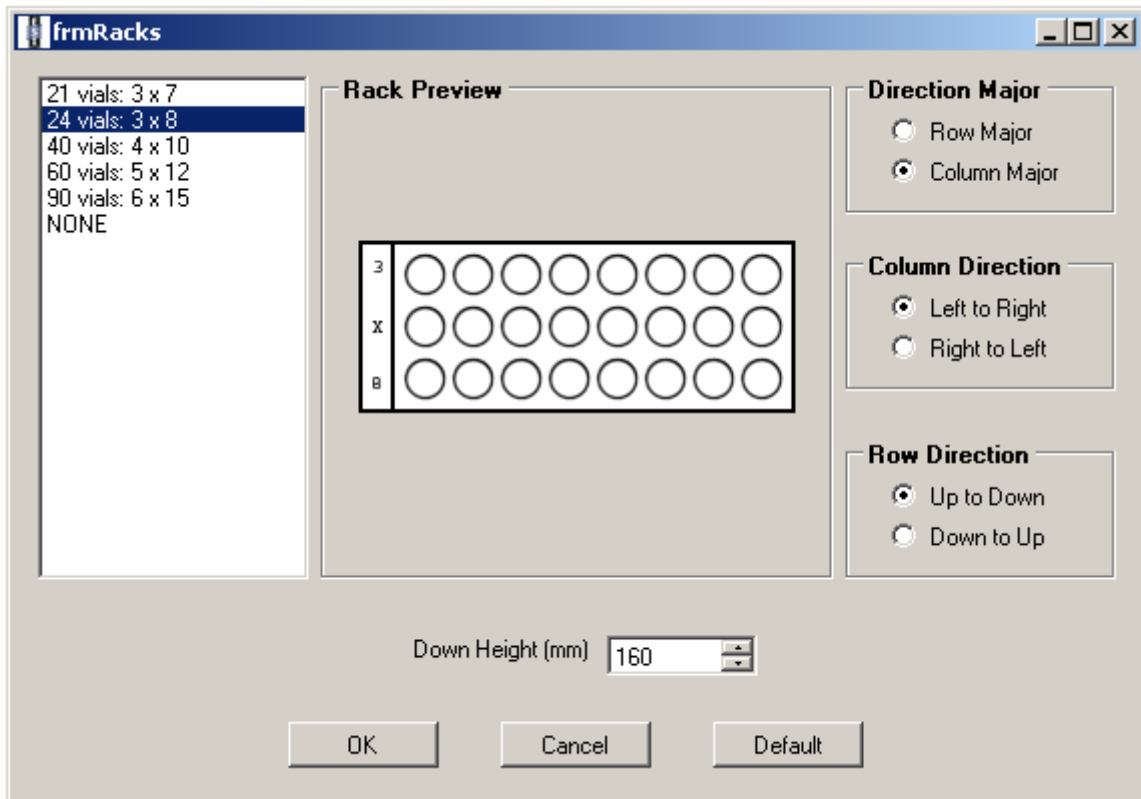 frmRacks
21 vials: 3 x 7
24 vials: 3 x 8
40 vials: 4 x 10
60 vials: 5 x 12
90 vials: 6 x 15
NONE
Rack Preview
3
X
8
Direction Major
Row Major
Column Major
Column Direction
Left to Right
Right to Left
Row Direction
Up to Down
Down to Up
Down Height (mm) 160
OK Cancel Default